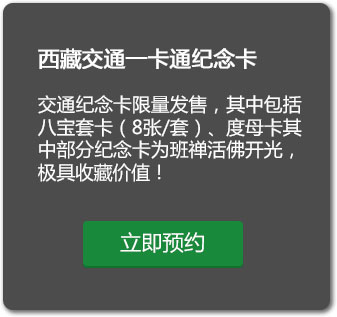 西藏交通一卡通纪念卡
交通纪念卡限量发售，其中包括
八宝套卡（8张/套）、度母卡其
中部分纪念卡为班禅活佛开光，
极具收藏价值！
立即预约